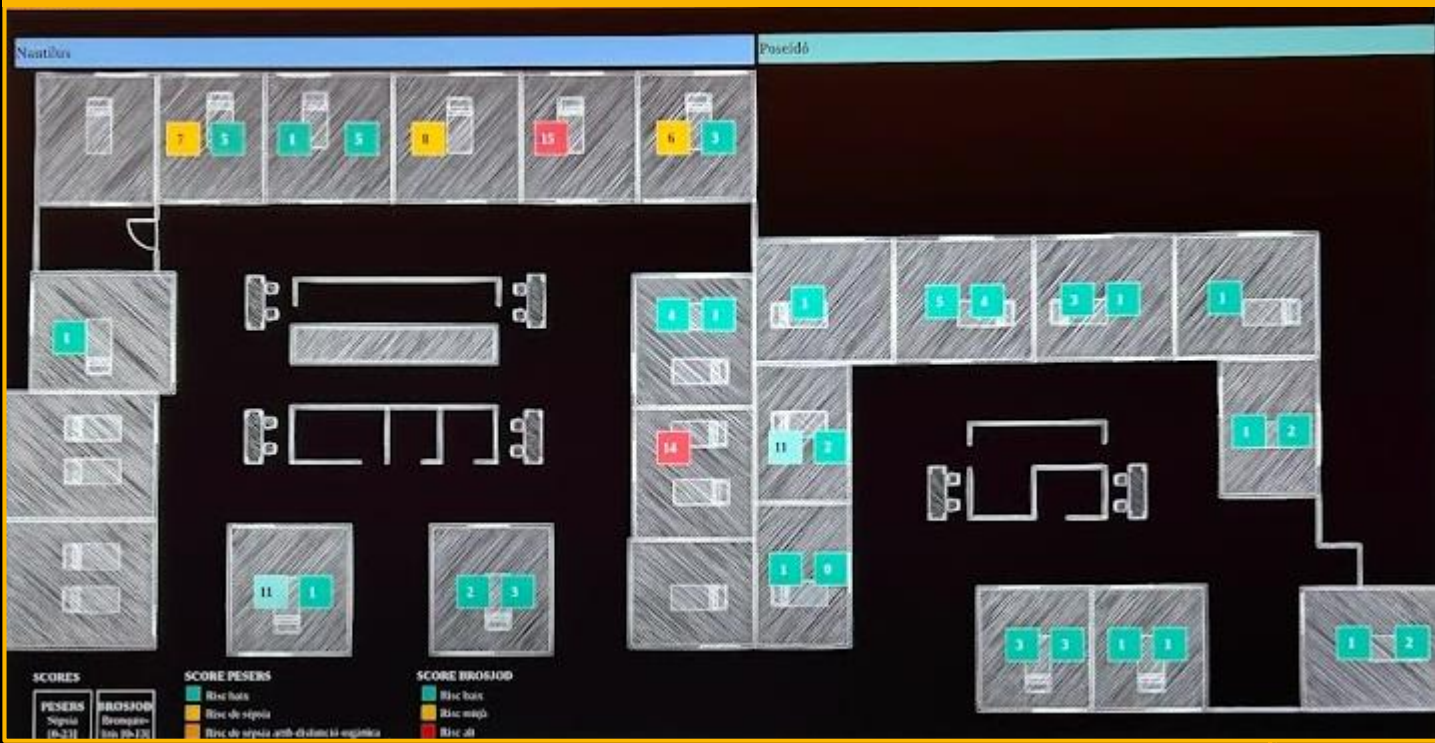 Nautilus
Poseidó
7 5 1 5 8 15 6 3
1
4
5 4 3 1 1
14
11 2
1 2
11 1 2 3
1 0
3 3 1 1
1 2
SCORES
PESERS
Sèpsia
[0-23]
BROSJOD
Bronquio-
litis [0-13]
SCORE PESERS
Risc baix
Risc de sèpsia
Risc de sèpsia amb disfunció orgànica
SCORE BROSJOD
Risc baix
Risc mitjà
Risc alt